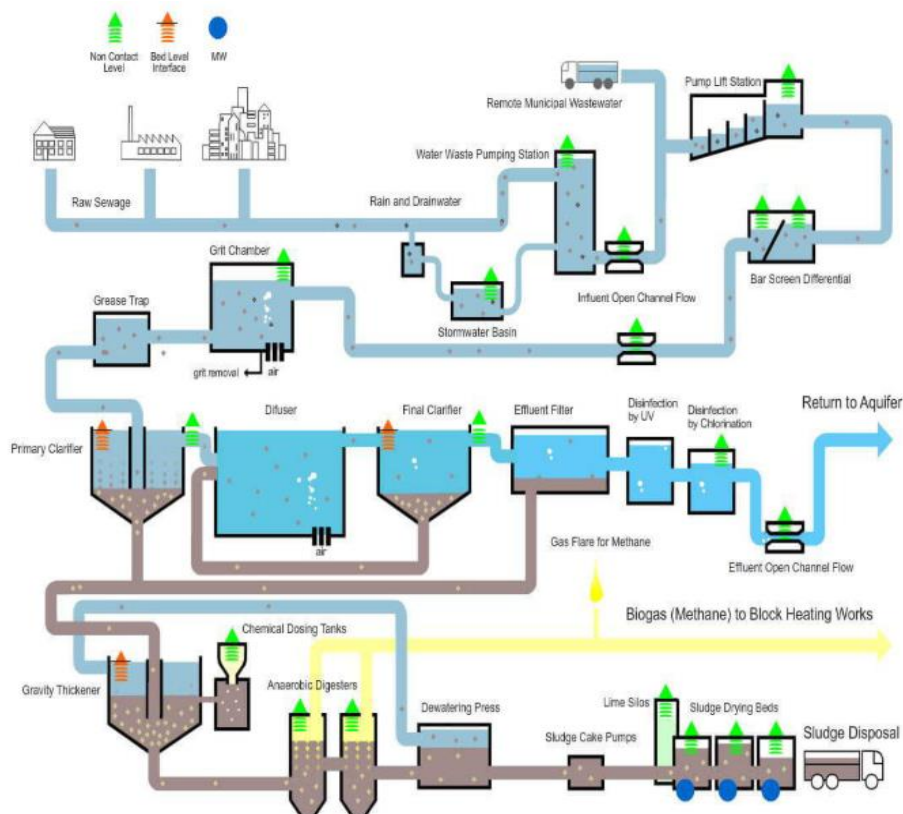 Non Contact
Level
Bed Level
Interface
MW
Remote Municipal Wastewater
Pump Lift Station
Water Waste Pumping Station
Raw Sewage
Rain and Drainwater
Grit Chamber
Bar Screen Differential
Influent Open Channel Flow
Grease Trap
Stormwater Basin
grit removal
air
Return to Aquifer
Difuser
Final Clarifier
Effluent Filter
Disinfection
by UV
Disinfection
by Chlorination
Primary Clarifier
air
Gas Flare for Methane
Effluent Open Channel Flow
Biogas (Methane) to Block Heating Works
Chemical Dosing Tanks
Gravity Thickener
Anaerobic Digesters
Dewatering Press
Lime Silos
Sludge Drying Beds
Sludge Cake Pumps
Sludge Disposal